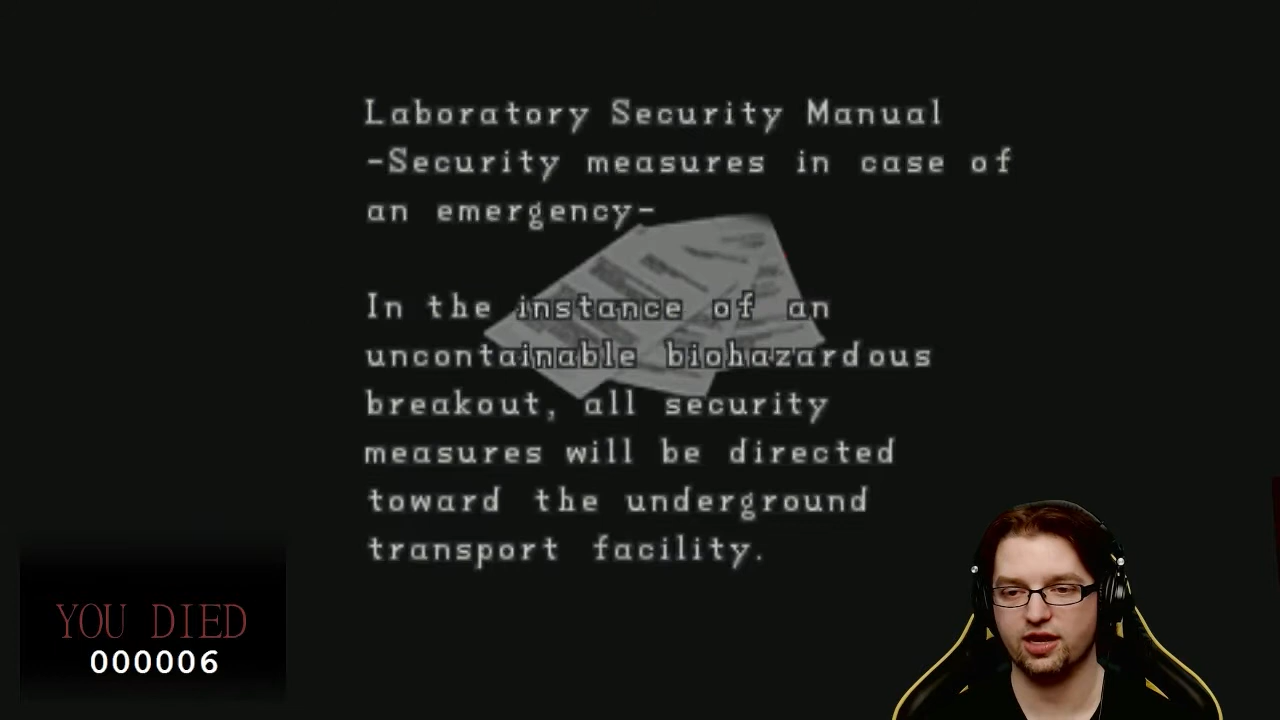 Laboratory Security Manual
-Security measures in case of
an emergency-
In the instance of an
uncontainable biohazardous
breakout, all security
measures will be directed
toward the underground
transport facility.
YOU DIED
000006